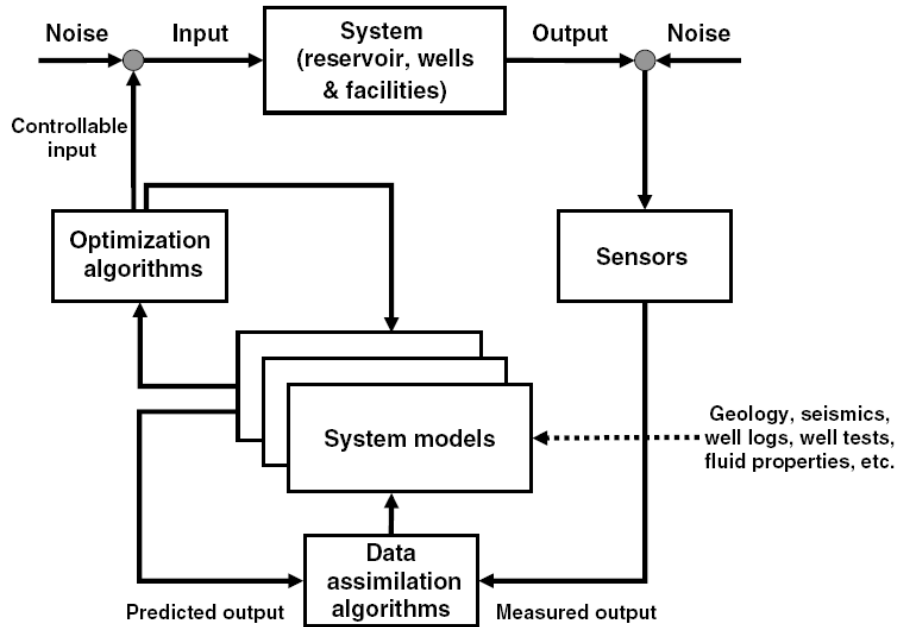 Noise
Input
System
(reservoir, wells
& facilities)
Output
Noise
Controllable
input
Optimization
algorithms
Sensors
System models
Geology, seismics,
well logs, well tests,
fluid properties, etc.
Data
assimilation
algorithms
Predicted output
Measured output